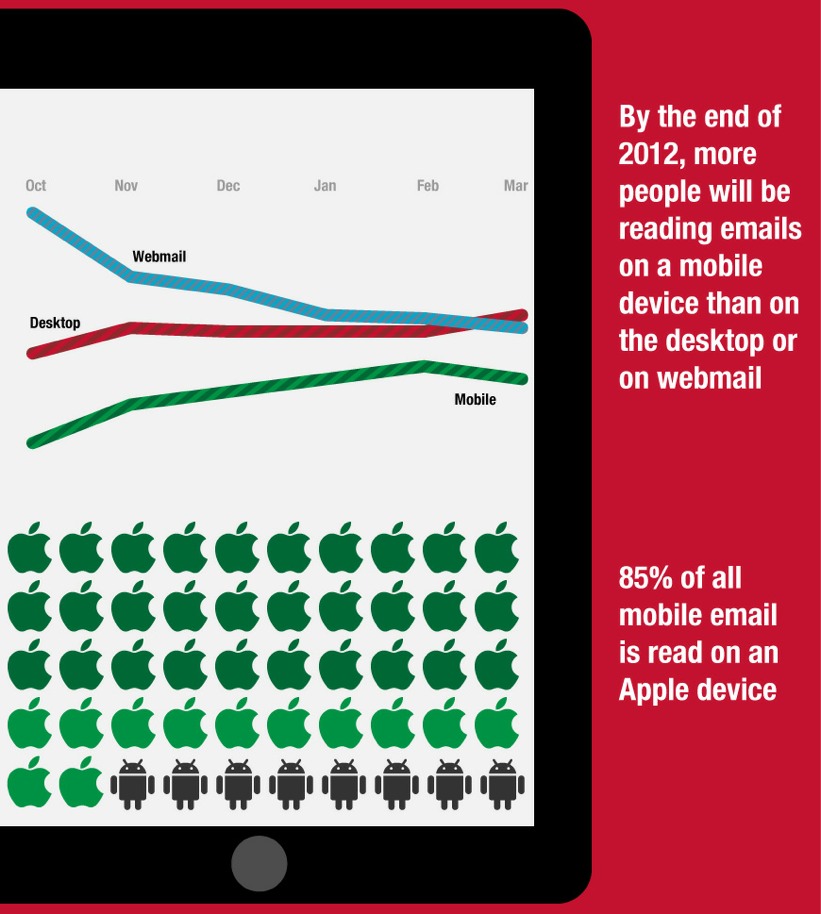 Oct Nov Dec Jan Feb Mar
Webmail
Desktop
Mobile
By the end of
2012, more
people will be
reading emails
on a mobile
device than on
the desktop or
on webmail
85% of all
mobile email
is read on an
Apple device